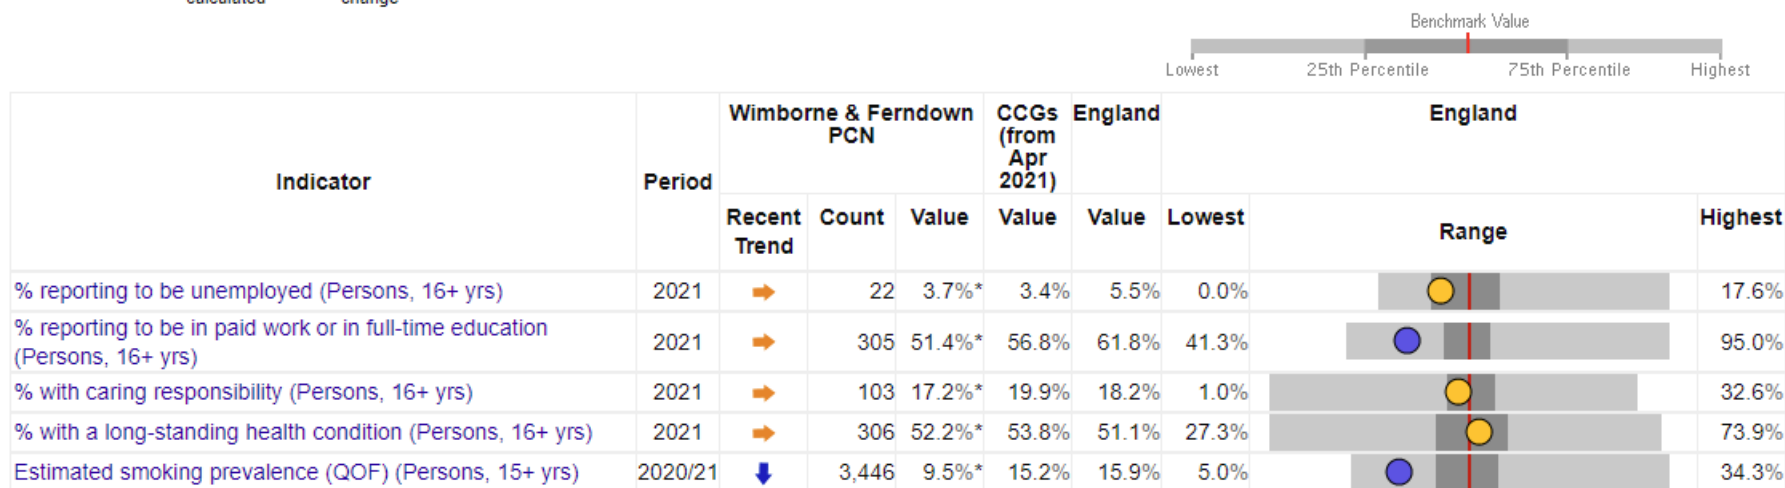 calculated change
Benchmark Value
Lowest 25th Percentile 75th Percentile Highest
Indicator Period Wimborne & Ferndown PCN CCGs (from Apr 2021) England England
Recent Trend Count Value Value Value Lowest Range Highest
% reporting to be unemployed (Persons, 16+ yrs) 2021 22 3.7%* 3.4% 5.5% 0.0% 17.6%
% reporting to be in paid work or in full-time education
(Persons, 16+ yrs) 2021 305 51.4%* 56.8% 61.8% 41.3% 95.0%
% with caring responsibility (Persons, 16+ yrs) 2021 103 17.2%* 19.9% 18.2% 1.0% 32.6%
% with a long-standing health condition (Persons, 16+ yrs) 2021 306 52.2%* 53.8% 51.1% 27.3% 73.9%
Estimated smoking prevalence (QOF) (Persons, 15+ yrs) 2020/21 3,446 9.5%* 15.2% 15.9% 5.0% 34.3%